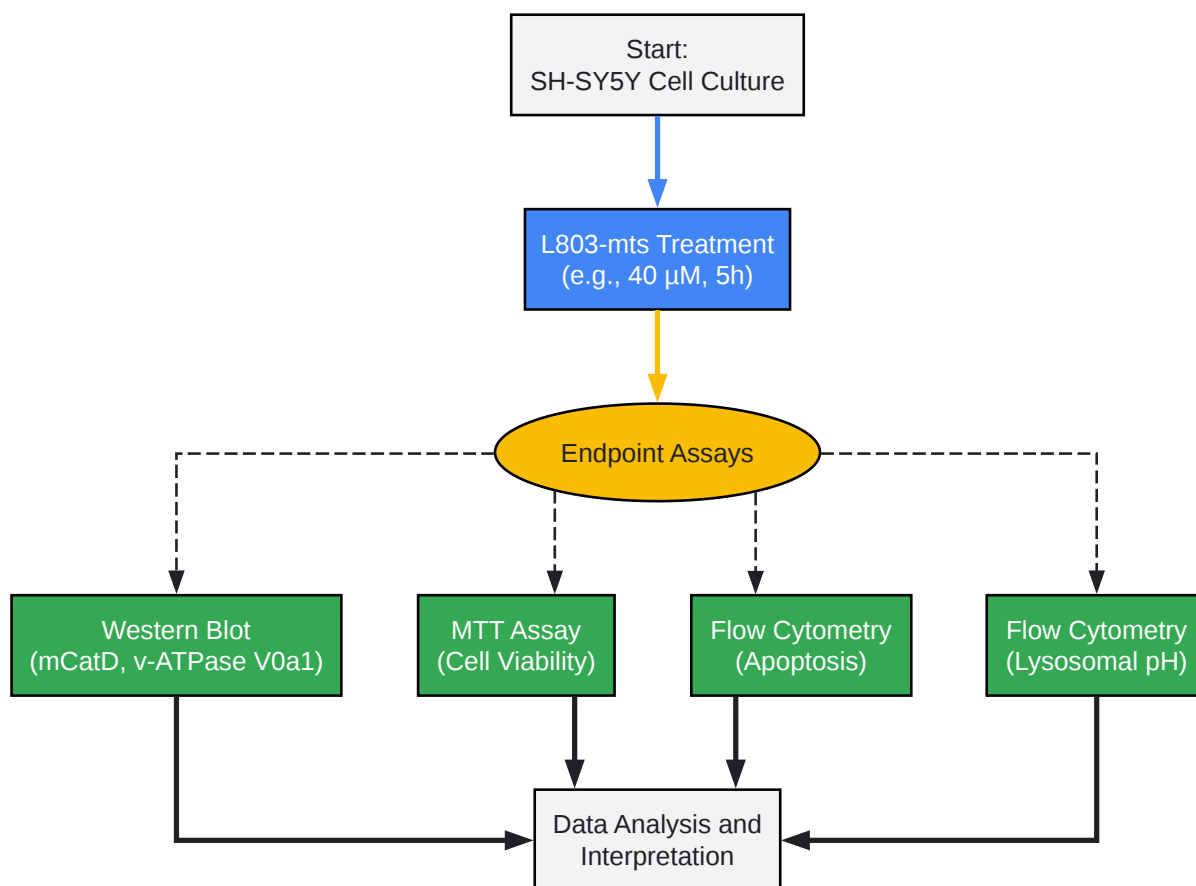 Start:
SH-SY5Y Cell Culture
L803-mts Treatment
(e.g., 40 µM, 5h)
Endpoint Assays
Western Blot
(mCatD, v-ATPase V0a1)
MTT Assay
(Cell Viability)
Flow Cytometry
(Apoptosis)
Flow Cytometry
(Lysosomal pH)
Data Analysis and
Interpretation